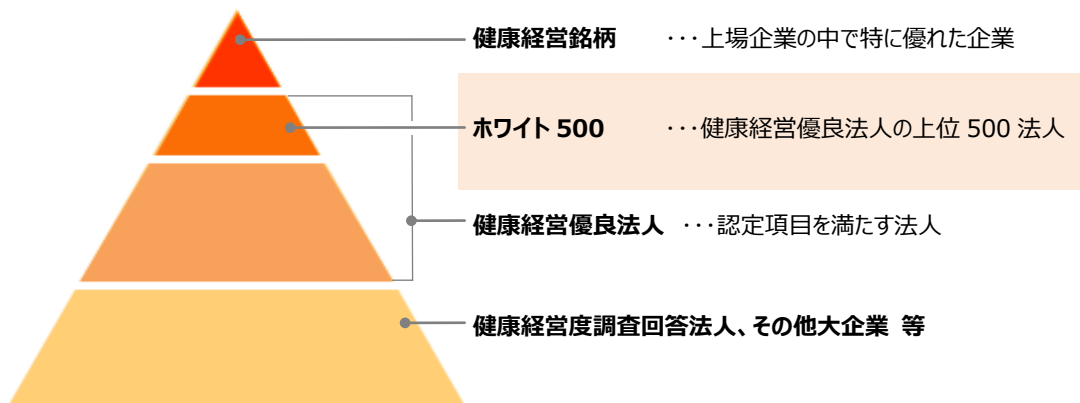 健康経営銘柄 ･･･上場企業の中で特に優れた企業
ホワイト 500 ･･･健康経営優良法人の上位 500 法人
健康経営優良法人 ･･･認定項目を満たす法人
健康経営度調査回答法人、その他大企業 等